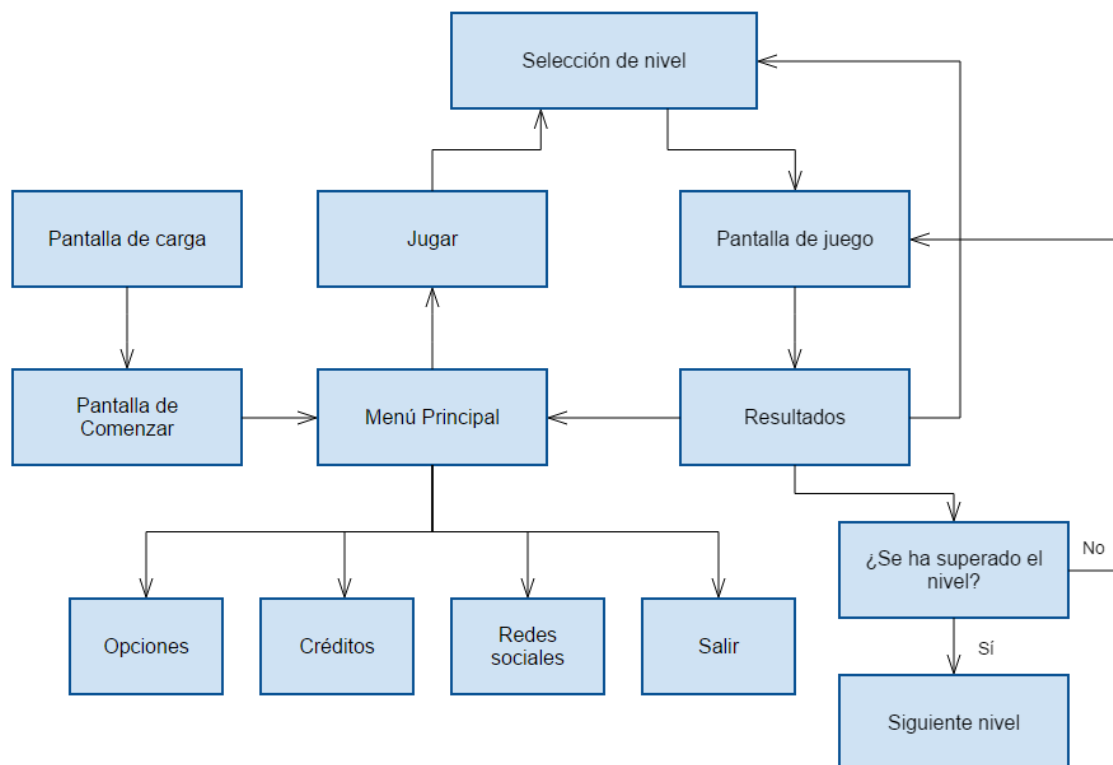 Selección de nivel
Pantalla de carga
Jugar
Pantalla de juego
Pantalla de
Comenzar
Menú Principal
Resultados
¿Se ha superado el
nivel?
No
Opciones
Créditos
Redes
sociales
Salir
Sí
Siguiente nivel